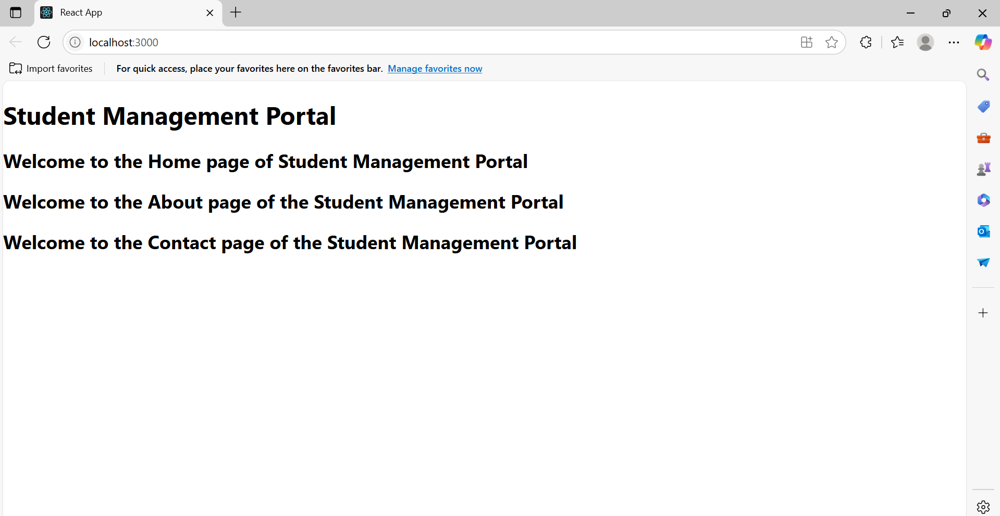 React App
localhost:3000
Import favorites
For quick access, place your favorites here on the favorites bar. Manage favorites now
Student Management Portal
Welcome to the Home page of Student Management Portal
Welcome to the About page of the Student Management Portal
Welcome to the Contact page of the Student Management Portal